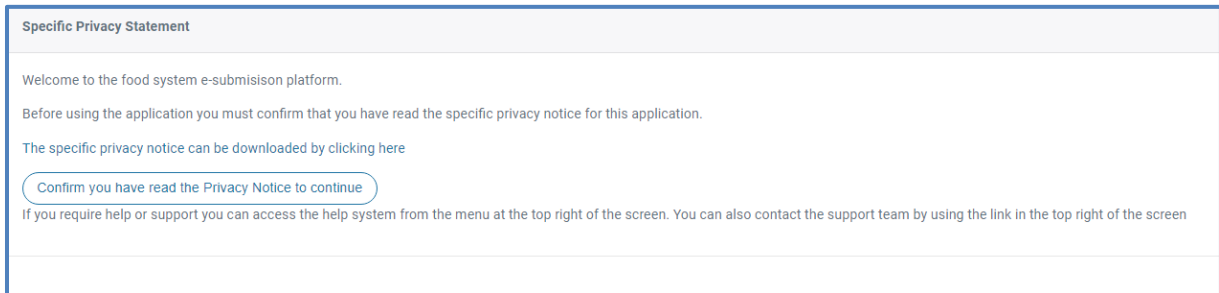 Specific Privacy Statement
Welcome to the food system e-submisison platform.
Before using the application you must confirm that you have read the specific privacy notice for this application.
The specific privacy notice can be downloaded by clicking here
Confirm you have read the Privacy Notice to continue
If you require help or support you can access the help system from the menu at the top right of the screen. You can also contact the support team by using the link in the top right of the screen